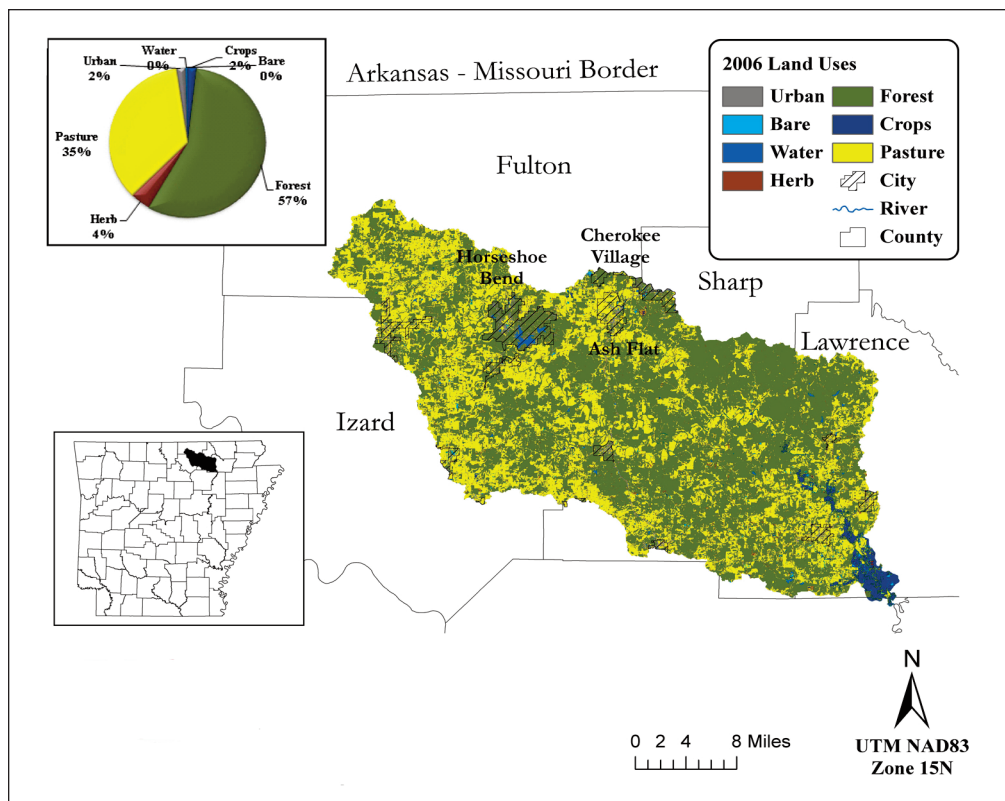 Water
0%
Crops
2%
Bare
0%
Urban
2%
Pasture
35%
Forest
57%
Herb
4%
Arkansas - Missouri Border
2006 Land Uses
Urban
Forest
Bare
Crops
Water
Pasture
Herb
City
River
County
Fulton
Cherokee
Village
Horseshoe
Bend
Sharp
Ash Flat
Lawrence
Izard
0 2 4 8 Miles
N
UTM NAD83
Zone 15N